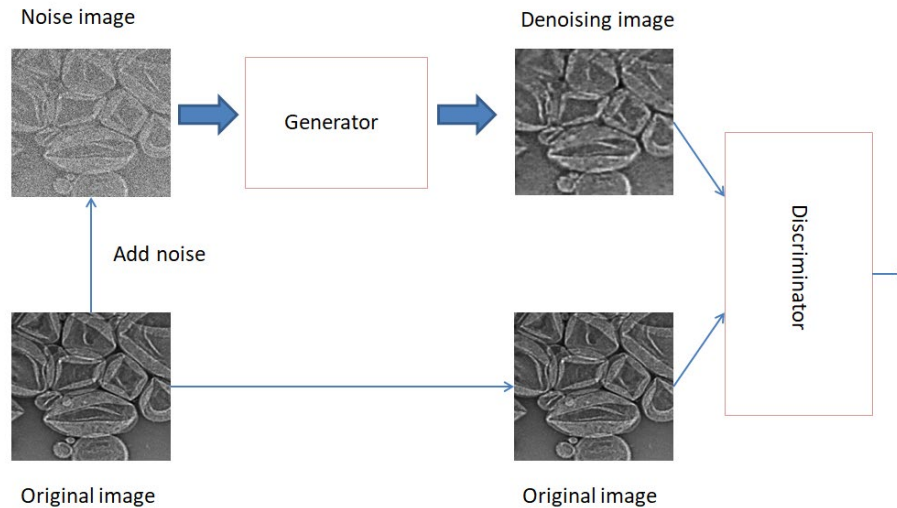 Noise image
Denoising image
Generator
Discriminator
Add noise
Original image
Original image